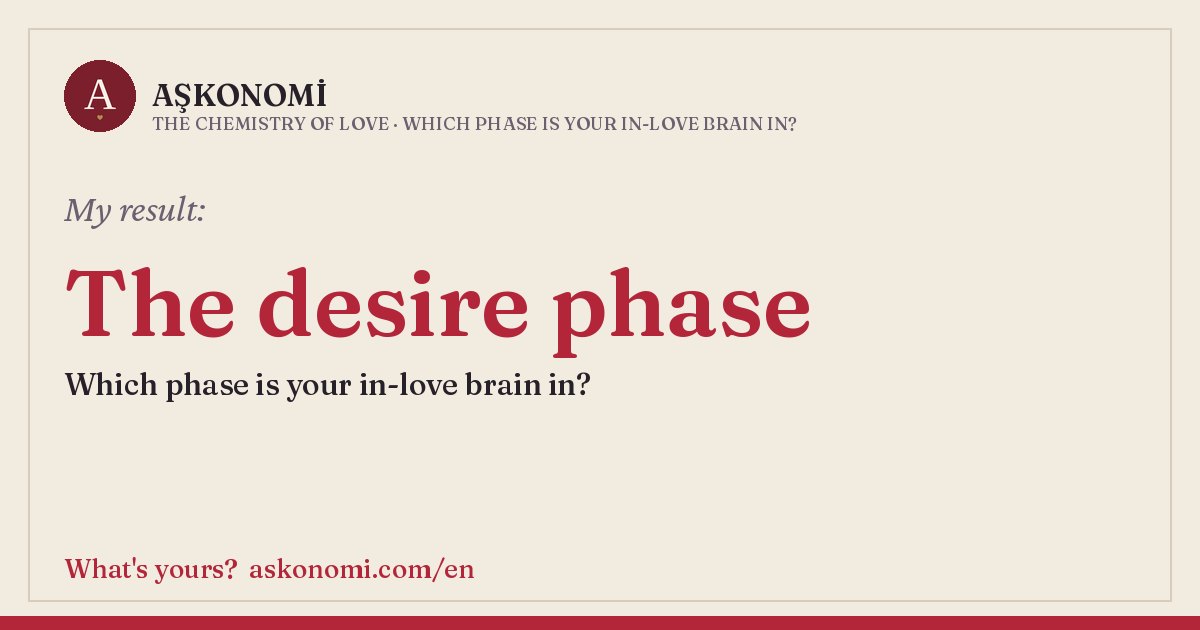 A
AŞKONOMİ
THE CHEMISTRY OF LOVE · WHICH PHASE IS YOUR IN-LOVE BRAIN IN?
My result:
The desire phase
Which phase is your in-love brain in?
What's yours? askonomi.com/en